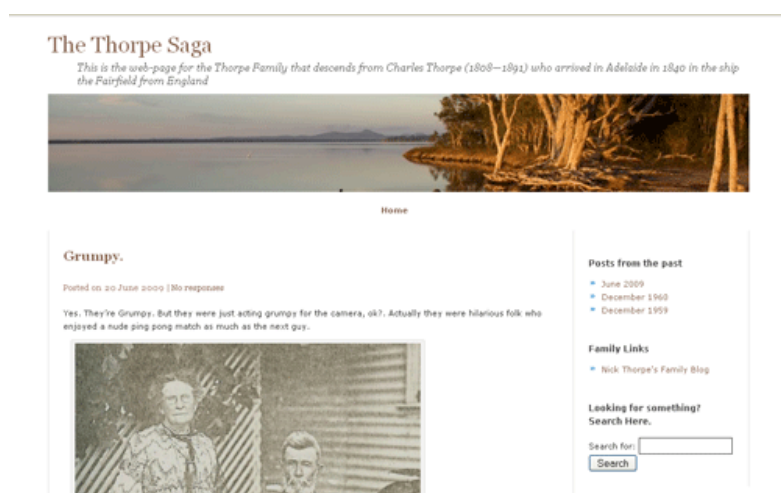 The Thorpe Saga
This is the web-page for the Thorpe Family that descends from Charles Thorpe (1808—1891) who arrived in Adelaide in 1840 in the ship
the Fairfield from England
Home
Grumpy.
Posted on 20 June 2009 | No responses
Yes. They're Grumpy. But they were just acting grumpy for the camera, ok?. Actually they were hilarious folk who
enjoyed a nude ping pong match as much as the next guy.
Posts from the past
June 2009
December 1960
December 1959
Family Links
Nick Thorpe's Family Blog
Looking for something?
Search Here.
Search for:
Search